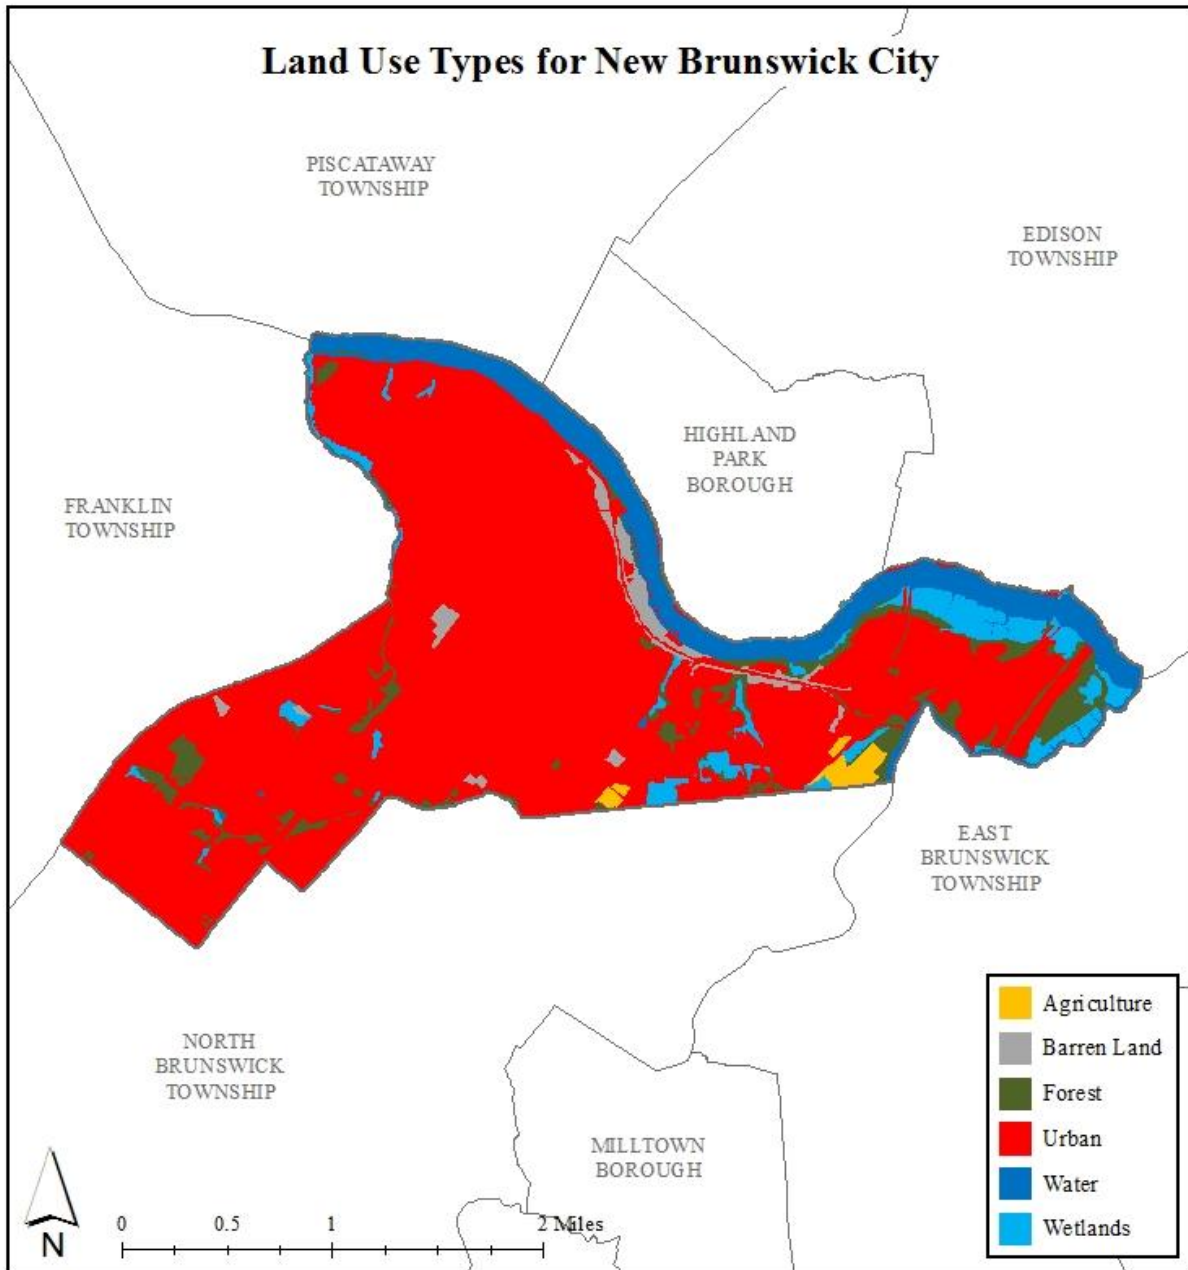 Land Use Types for New Brunswick City
PISCATAWAY
TOWNSHIP
EDISON
TOWNSHIP
HIGHLAND
PARK
BOROUGH
FRANKLIN
TOWNSHIP
EAST
BRUNSWICK
TOWNSHIP
NORTH
BRUNSWICK
TOWNSHIP
MILLTOWN
BOROUGH
Agriculture
Barren Land
Forest
Urban
Water
Wetlands
N
0 0.5 1 2 Miles